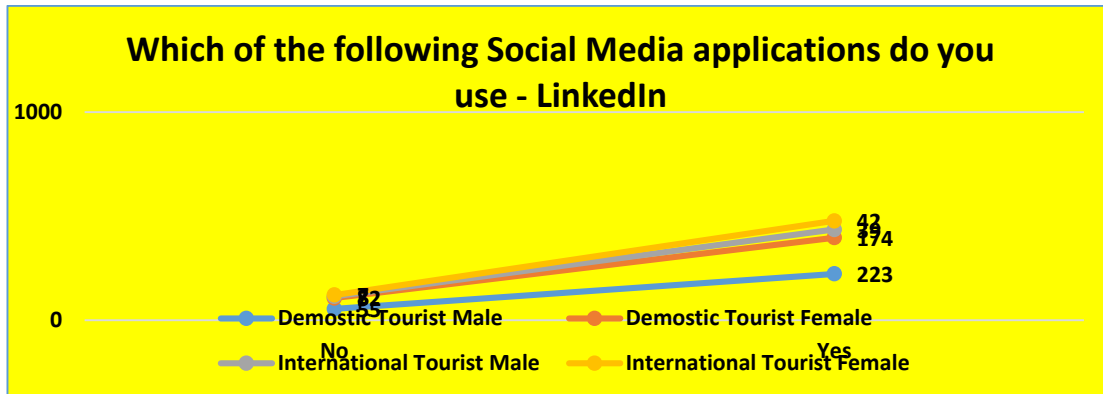 Which of the following Social Media applications do you
use - LinkedIn
1000
42
174
223
55
0
Demostic Tourist Male
Demostic Tourist Female
No
Yes
International Tourist Male
International Tourist Female